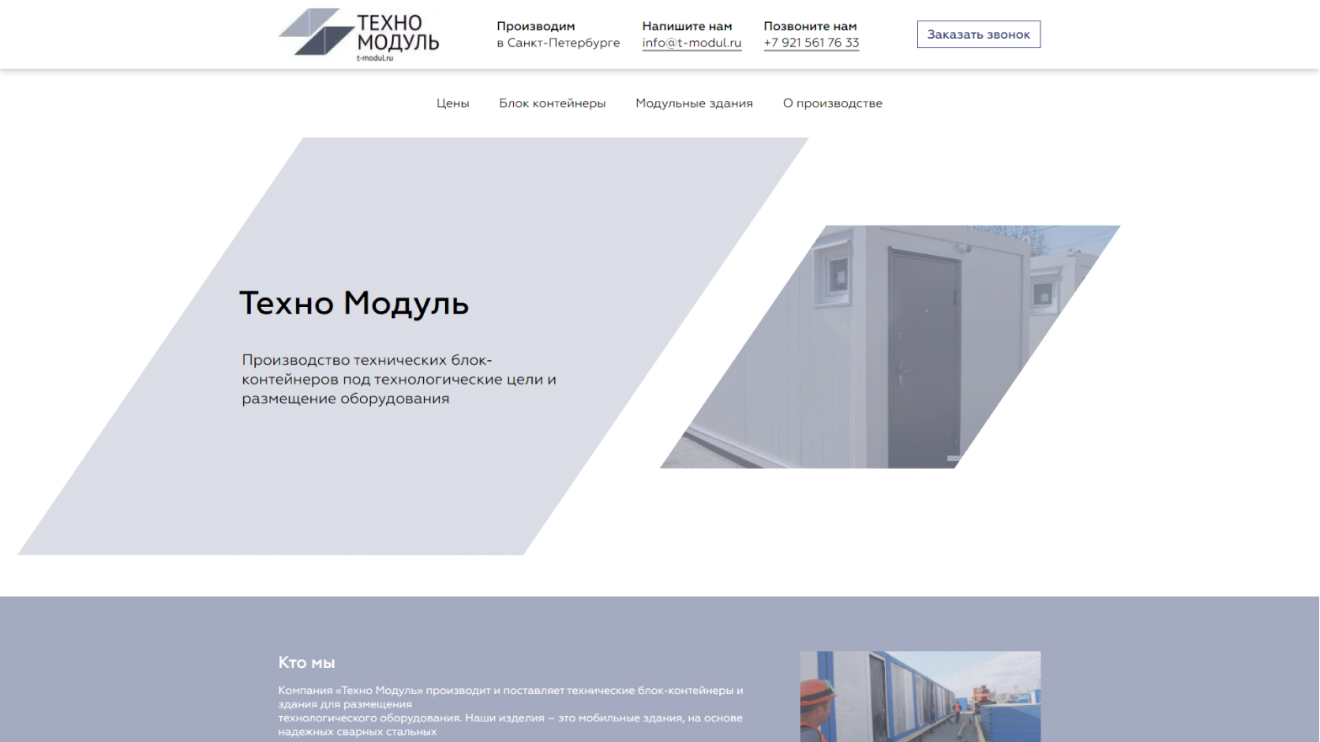 ТЕХНО
МОДУЛЬ
t-modul.ru
Производим
в Санкт-Петербурге
Напишите нам
info@t-modul.ru
Позвоните нам
+7 921 561 76 33
Заказать звонок
Цены
Блок контейнеры
Модульные здания
О производстве
Техно Модуль
Производство технических блок-
контейнеров под технологические цели и
размещение оборудования
Кто мы
Компания «Техно Модуль» производит и поставляет технические блок-контейнеры и
здания для размещения
технологического оборудования. Наши изделия – это мобильные здания, на основе
надежных сварных стальных